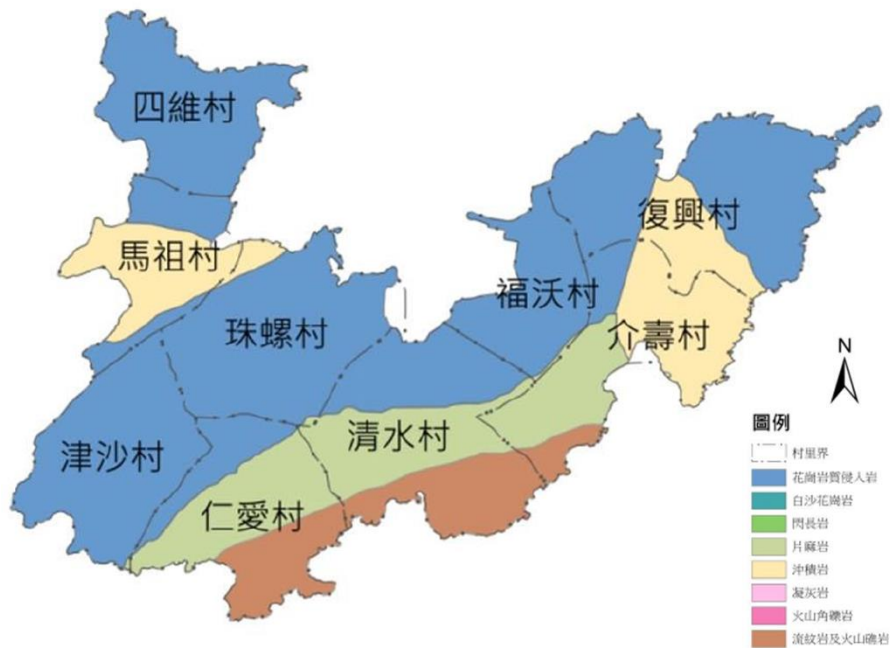 四維村
復興村
馬祖村
福沃村
珠螺村
介壽村
N
清水村
津沙村
仁愛村
圖例
村里界
花崗岩質侵入岩
白沙花崗岩
閃長岩
片麻岩
沖積岩
凝灰岩
火山角礫岩
流紋岩及火山礁岩